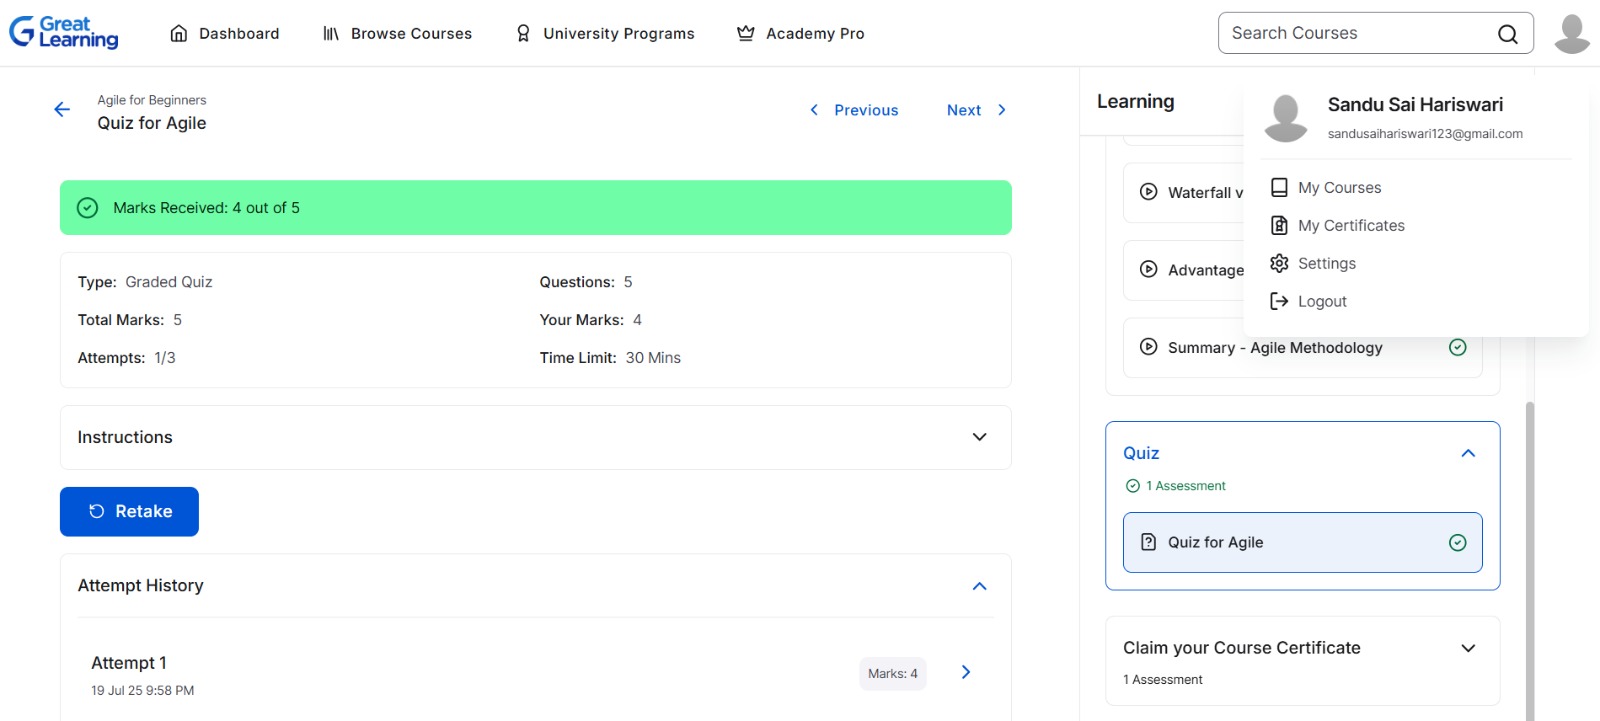 Great Learning
Dashboard
Browse Courses
University Programs
Academy Pro
Search Courses
Agile for Beginners
Quiz for Agile
Previous
Next
Marks Received: 4 out of 5
Type: Graded Quiz
Questions: 5
Total Marks: 5
Your Marks: 4
Attempts: 1/3
Time Limit: 30 Mins
Instructions
Retake
Attempt History
Attempt 1
19 Jul 25 9:58 PM
Marks: 4
Learning
Sandu Sai Hariswari
sandusaihariswari123@gmail.com
My Courses
My Certificates
Settings
Logout
Waterfall v
Advantage
Summary - Agile Methodology
Quiz
1 Assessment
Quiz for Agile
Claim your Course Certificate
1 Assessment